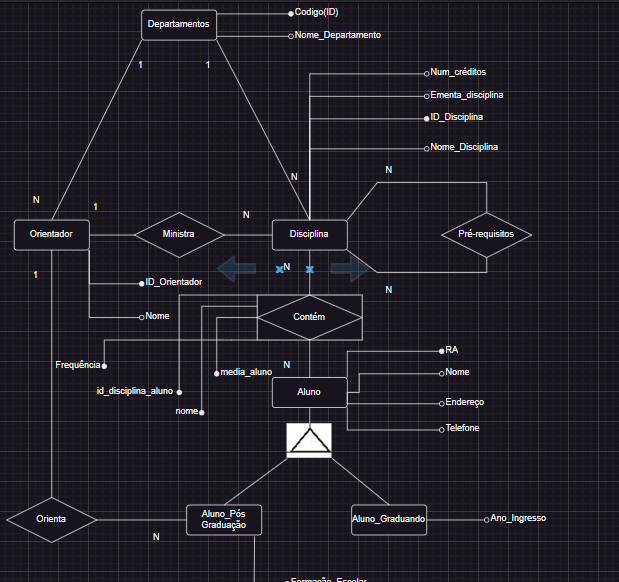 Codigo(ID)
Departamentos
Nome_Departamento
1
1
Num_créditos
Ementa_disciplina
ID_Disciplina
Nome_Disciplina
N
N
N
1
N
Orientador
Ministra
Disciplina
Pré-requisitos
N
1
ID_Orientador
N
Nome
Contém
RA
Frequência
media_aluno
N
Nome
id_disciplina_aluno
Aluno
Endereço
nome
Telefone
Orienta
Aluno_Pós
Graduação
Aluno_Graduando
Ano_Ingresso
N
Formação_Escolar